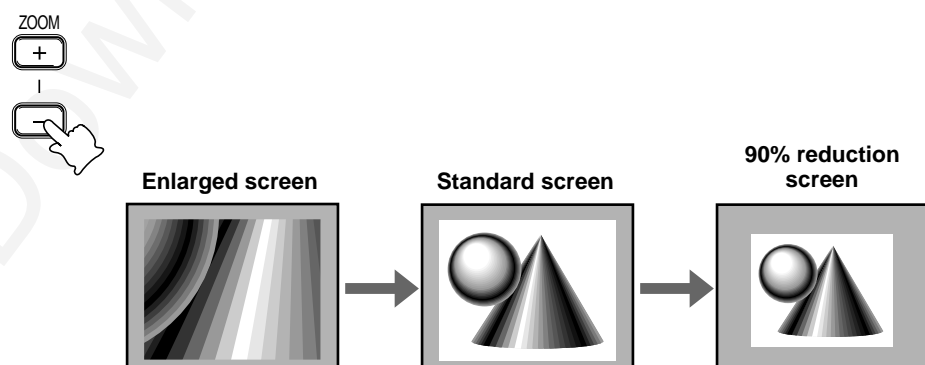 ZOOM
+
–
Enlarged screen
Standard screen
90% reduction
screen